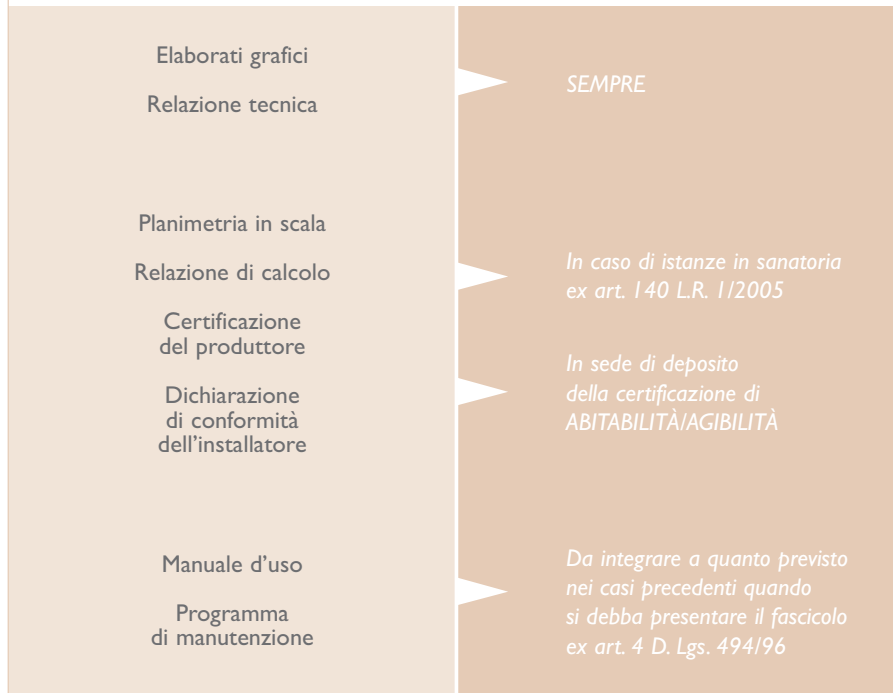 Elaborati grafici
Relazione tecnica
SEMPRE
Planimetria in scala
Relazione di calcolo
Certificazione
del produttore
Dichiarazione
di conformità
dell'installatore
In caso di istanze in sanatoria
ex art. 140 L.R. 1/2005
In sede di deposito
della certificazione di
ABITABILITÀ/AGIBILITÀ
Manuale d'uso
Programma
di manutenzione
Da integrare a quanto previsto
nei casi precedenti quando
si debba presentare il fascicolo
ex art. 4 D. Lgs. 494/96